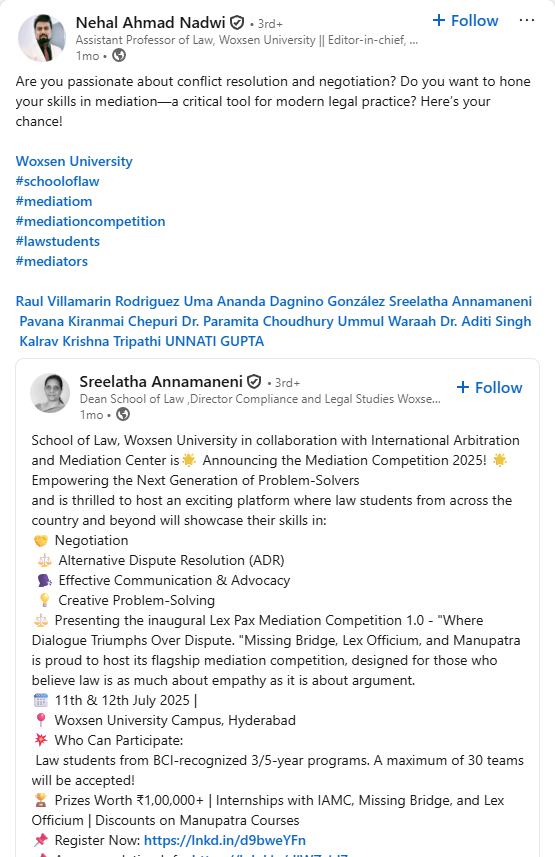 Nehal Ahmad Nadwi • 3rd+
+ Follow
Assistant Professor of Law, Woxsen University || Editor-in-chief, ...
1mo •
Are you passionate about conflict resolution and negotiation? Do you want to hone
your skills in mediation—a critical tool for modern legal practice? Here's your
chance!
Woxsen University
#schooloflaw
#mediatiom
#mediationcompetition
#lawstudents
#mediators
Raul Villamarin Rodriguez Uma Ananda Dagnino González Sreelatha Annamaneni
Pavana Kiranmai Chepuri Dr. Paramita Choudhury Ummul Waraah Dr. Aditi Singh
Kalrav Krishna Tripathi UNNATI GUPTA
Sreelatha Annamaneni • 3rd+
+ Follow
Dean School of Law ,Director Compliance and Legal Studies Woxse...
1mo •
School of Law, Woxsen University in collaboration with International Arbitration
and Mediation Center is🌟 Announcing the Mediation Competition 2025! 🌟
Empowering the Next Generation of Problem-Solvers
and is thrilled to host an exciting platform where law students from across the
country and beyond will showcase their skills in:
🤝 Negotiation
⚖️ Alternative Dispute Resolution (ADR)
🗣️ Effective Communication & Advocacy
💡 Creative Problem-Solving
⚖️ Presenting the inaugural Lex Pax Mediation Competition 1.0 - "Where
Dialogue Triumphs Over Dispute. "Missing Bridge, Lex Officium, and Manupatra
is proud to host its flagship mediation competition, designed for those who
believe law is as much about empathy as it is about argument.
🗓️ 11th & 12th July 2025 |
📍 Woxsen University Campus, Hyderabad
💥 Who Can Participate:
Law students from BCI-recognized 3/5-year programs. A maximum of 30 teams
will be accepted!
🏆 Prizes Worth ₹1,00,000+ | Internships with IAMC, Missing Bridge, and Lex
Officium | Discounts on Manupatra Courses
📌 Register Now: https://lnkd.in/d9bweYFn